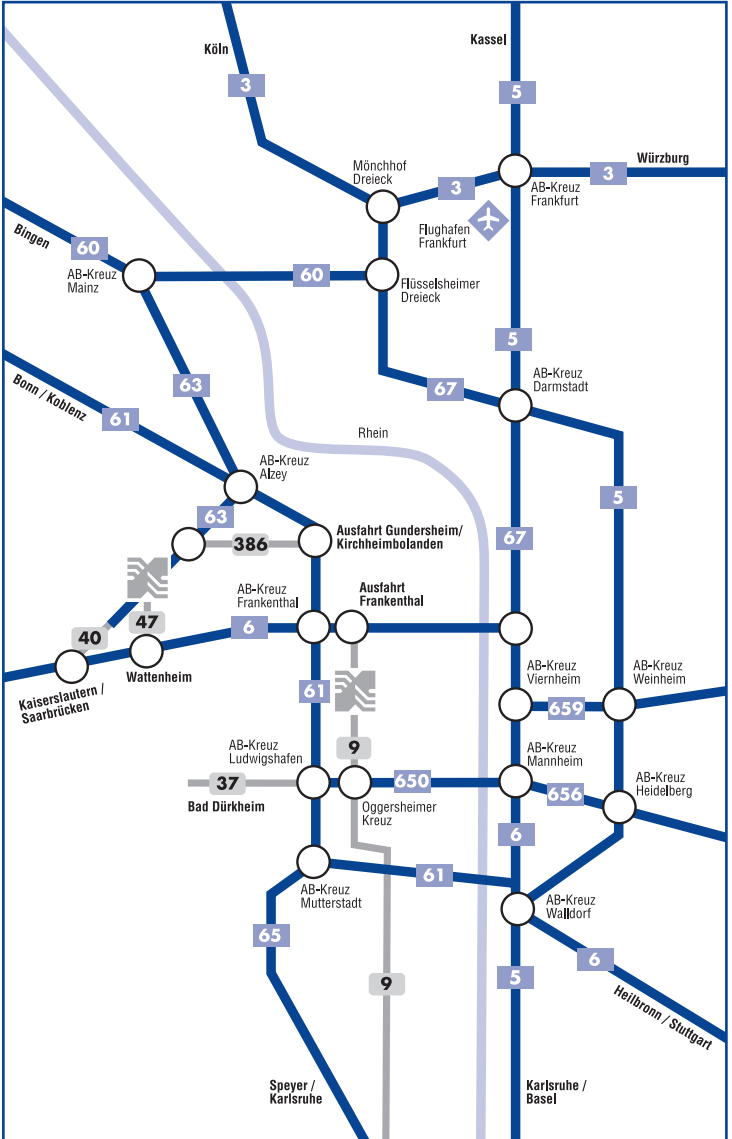 Köln
Kassel
3
5
Mönchhof
Dreieck
Würzburg
3
3
AB-Kreuz
Frankfurt
Flughafen
Frankfurt
Bingen
60
AB-Kreuz
Mainz
60
Flüsselsheimer
Dreieck
5
AB-Kreuz
Darmstadt
63
67
Bonn / Koblenz
61
Rhein
AB-Kreuz
Alzey
5
63
67
386
Ausfahrt Gundersheim/
Kirchheimbolanden
AB-Kreuz
Frankenthal
Ausfahrt
Frankenthal
47
40
6
Wattenheim
Kaiserslautern /
Saarbrücken
61
AB-Kreuz
Viernheim
AB-Kreuz
Weinheim
659
9
AB-Kreuz
Ludwigshafen
AB-Kreuz
Mannheim
37
650
656
Bad Dürkheim
Oggersheimer
Kreuz
AB-Kreuz
Heidelberg
6
61
AB-Kreuz
Mutterstadt
AB-Kreuz
Walldorf
65
6
9
5
Heilbronn / Stuttgart
Speyer /
Karlsruhe
Karlsruhe /
Basel